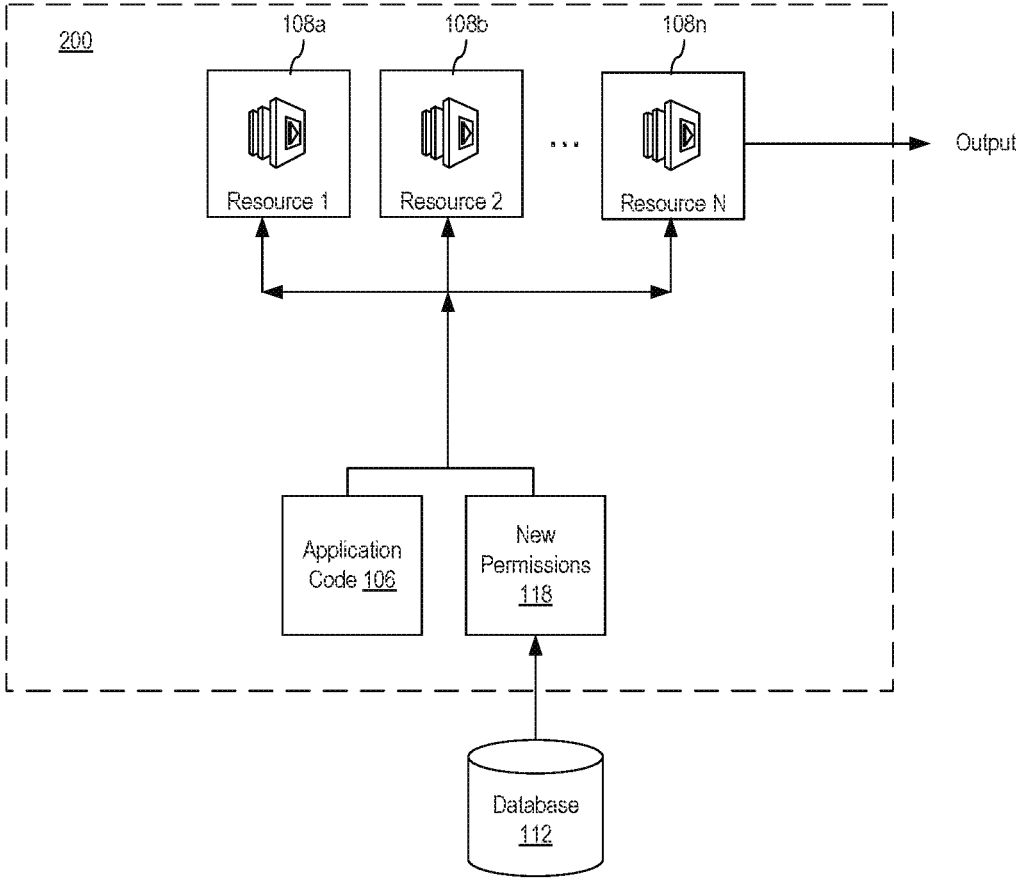 108a
108b
108n
200
Output
Resource 1
Resource 2
...
Resource N
Application
Code 106
New
Permissions
118
Database
112